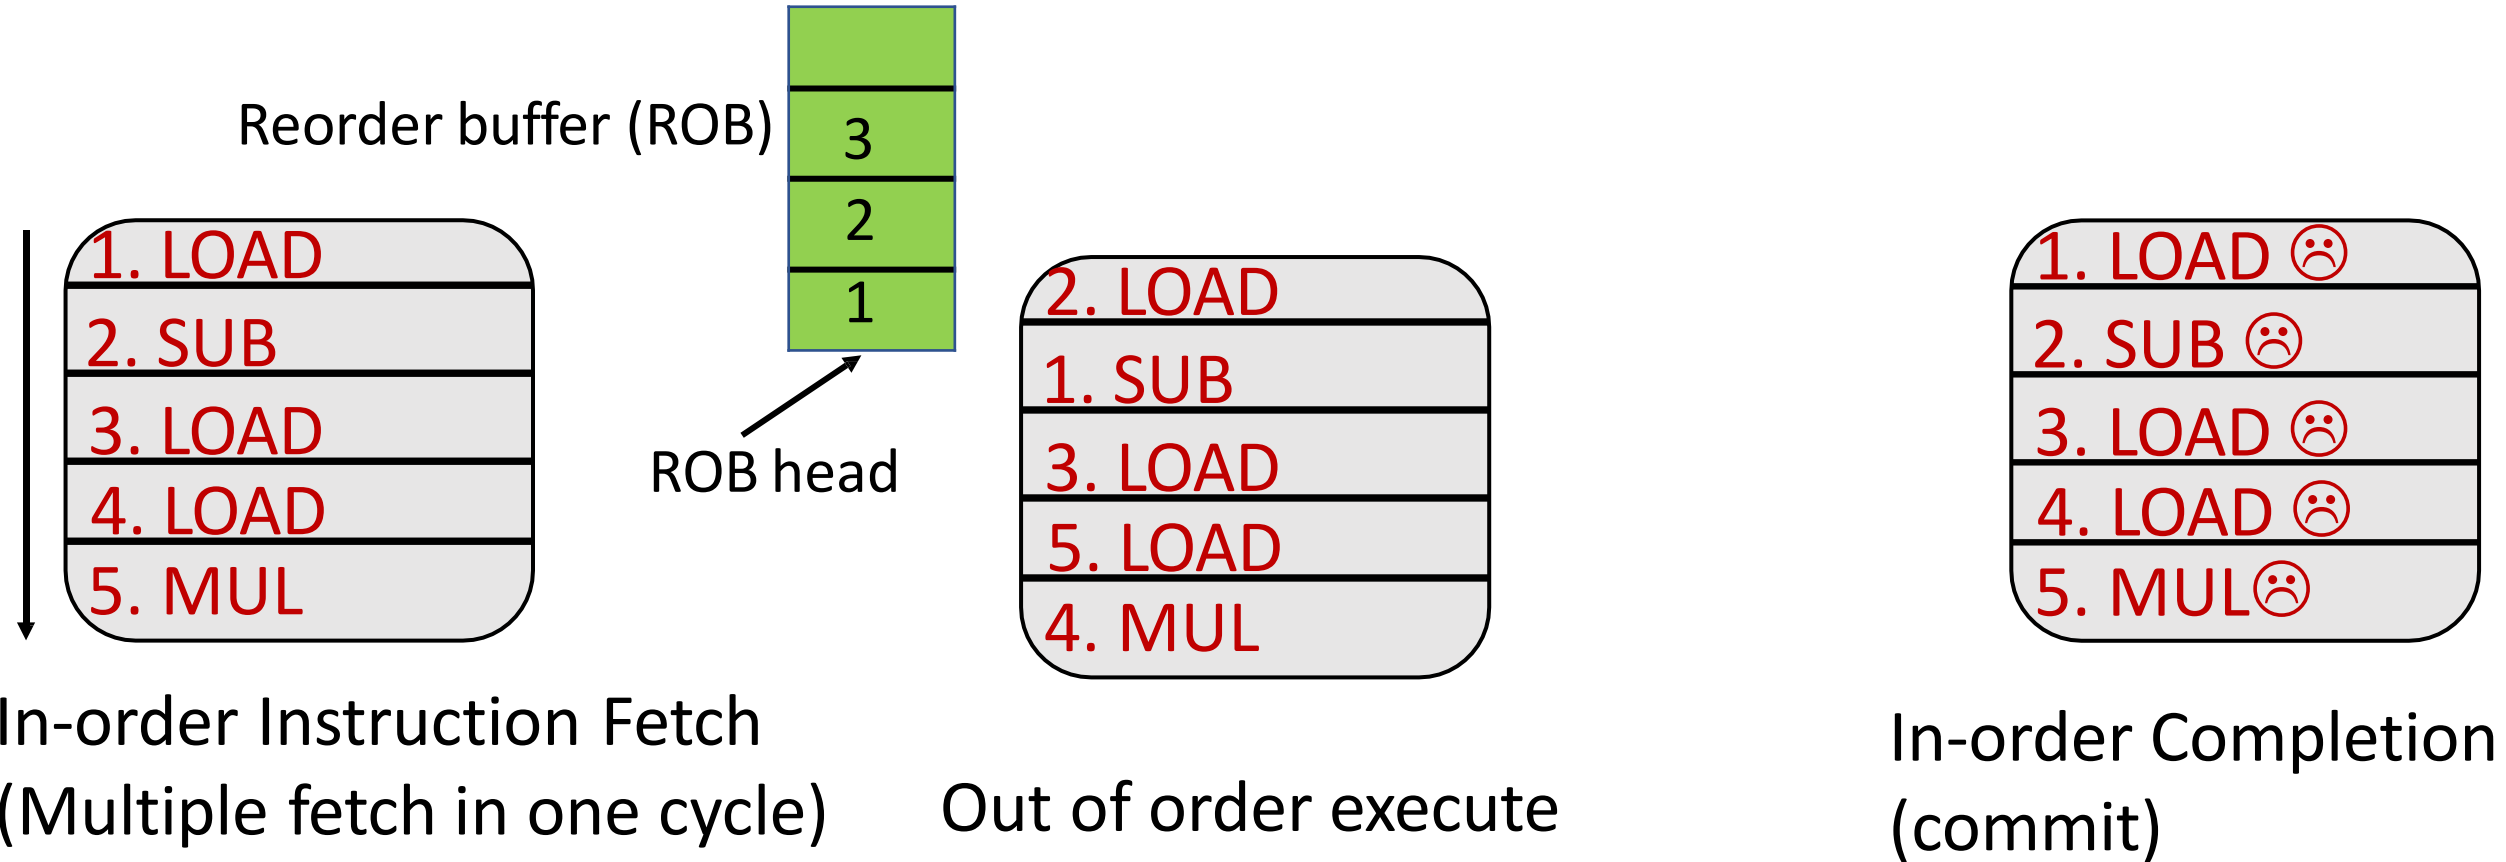 Reorder buffer (ROB)
3
2
1
ROB head
1. LOAD
2. SUB
3. LOAD
4. LOAD
5. MUL
In-order Instruction Fetch
(Multiple fetch in one cycle)
2. LOAD
1. SUB
3. LOAD
5. LOAD
4. MUL
Out of order execute
1. LOAD☹
2. SUB☹
3. LOAD☹
4. LOAD☹
5. MUL☹
In-order Completion
(commit)